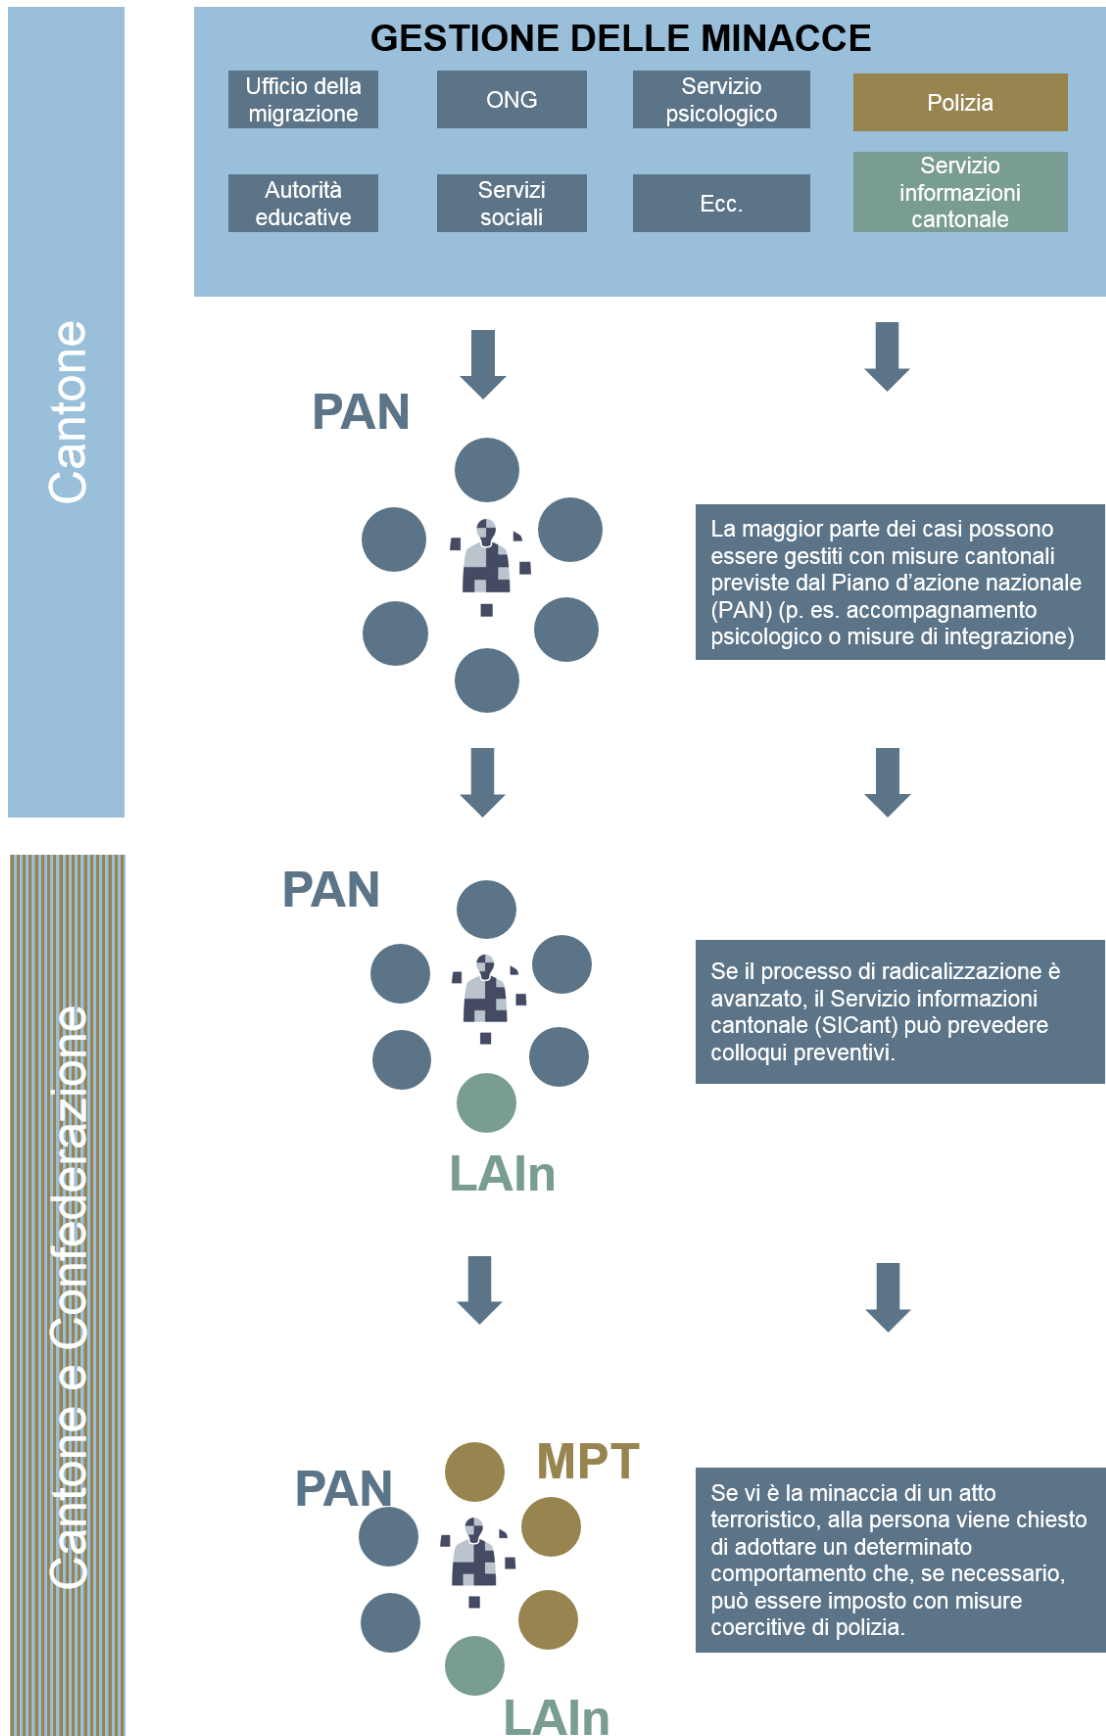 GESTIONE DELLE MINACCE
Ufficio della
migrazione
ONG
Servizio
psicologico
Polizia
Autorità
educative
Servizi
sociali
Ecc.
Servizio
informazioni
cantonale
Cantone
PAN
La maggior parte dei casi possono
essere gestiti con misure cantonali
previste dal Piano d’azione nazionale
(PAN) (p. es. accompagnamento
psicologico o misure di integrazione)
Cantone e Confederazione
PAN
Se il processo di radicalizzazione è
avanzato, il Servizio informazioni
cantonale (SICant) può prevedere
colloqui preventivi.
LAIn
MPT
PAN
Se vi è la minaccia di un atto
terroristico, alla persona viene chiesto
di adottare un determinato
comportamento che, se necessario,
può essere imposto con misure
coercitive di polizia.
LAIn